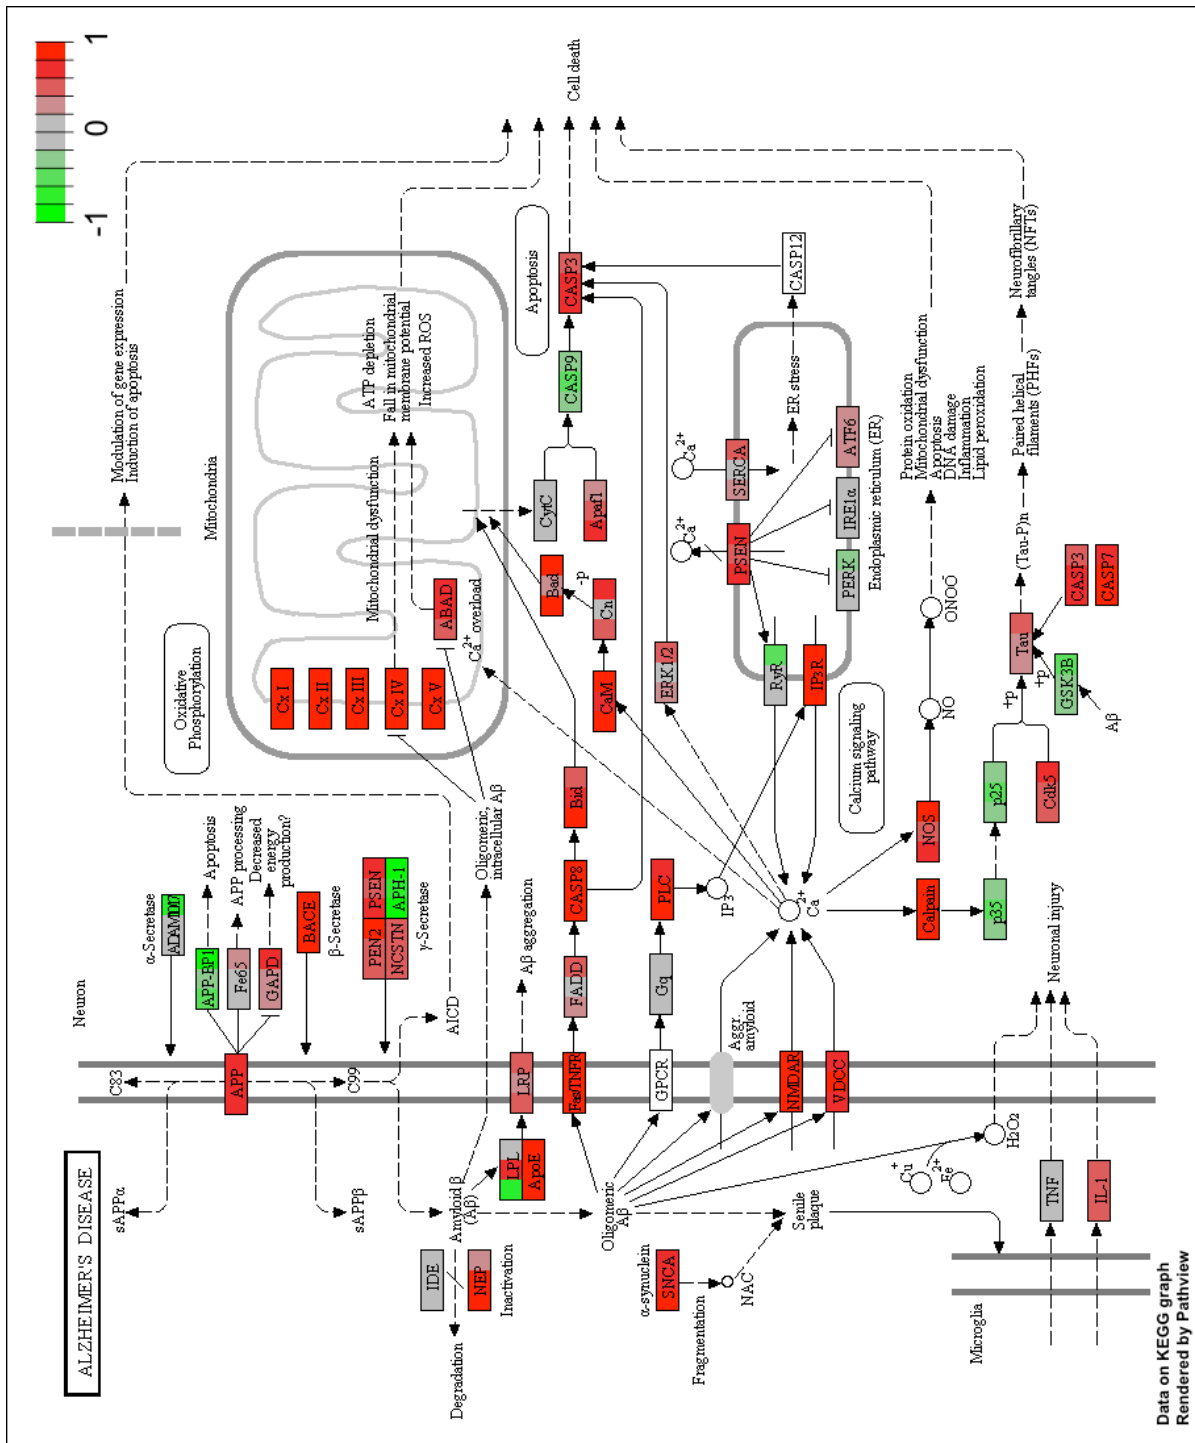 ALZHEIMER'S DISEASE
-1
0
1
Neuron
Mitochondria
Oxidative
Phosphorylation
Modulation of gene expression
Induction of apoptosis
Cell death
sAPPα
C83
α-Secretase
ADAM10/17
APP-BP1
Apoptosis
Fe65
APP processing
GAPD
Decreased
energy
production?
APP
BACE
β-Secretase
sAPPβ
C99
PEN2
PSEN
NCSTN
APH-1
γ-Secretase
AICD
Cx I
Cx II
Cx III
Cx IV
Cx V
Mitochondrial dysfunction
ATP depletion
Fall in mitochondrial
membrane potential
Increased ROS
ABAD
Ca2+ overload
Oligomeric,
intracellular Aβ
Degradation
IDE
NEP
Inactivation
Amyloid β
(Aβ)
LPL
ApoE
LRP
Aβ aggregation
Fas/TNFR
FADD
CASP8
Bid
Bad
-p
Cn
CaM
CytC
Apaf1
CASP9
CASP3
Apoptosis
Oligomeric
Aβ
GPCR
Gq
PLC
IP3
ERK1/2
Aggr.
amyloid
NMDAR
VDCC
Ca2+
RyR
IP3R
PSEN
Ca2+
SERCA
Ca2+
PERK
IRE1α
ATF6
Endoplasmic reticulum (ER)
ER stress
CASP12
Calcium signaling
pathway
α-synuclein
SNCA
Fragmentation
NAC
Senile
plaque
Calpain
NOS
NO
ONOO-
Protein oxidation
Mitochondrial dysfunction
Apoptosis
DNA damage
Inflammation
Lipid peroxidation
Cu+
Fe2+
H2O2
p35
p25
Cdk5
+p
+p
GSK3B
Aβ
Tau
CASP3
CASP7
(Tau-P)n
Paired helical
filaments (PHFs)
Neurofibrillary
tangles (NFTs)
Microglia
TNF
IL-1
Neuronal injury
Data on KEGG graph
Rendered by Pathview